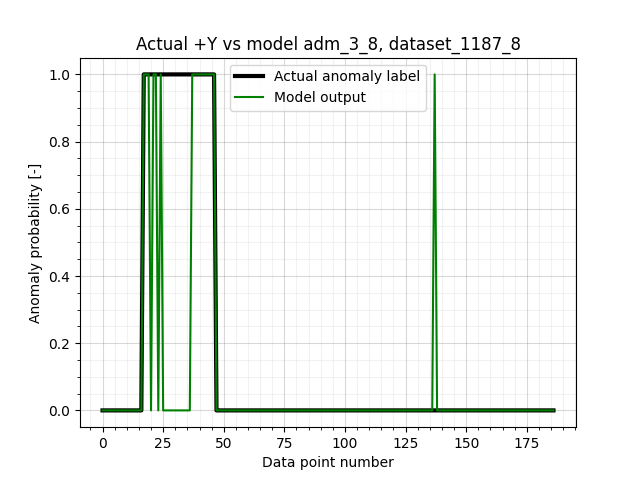 Actual +Y vs model adm_3_8, dataset_1187_8
Actual anomaly label
Model output
Anomaly probability [-]
1.0
0.8
0.6
0.4
0.2
0.0
0 25 50 75 100 125 150 175
Data point number